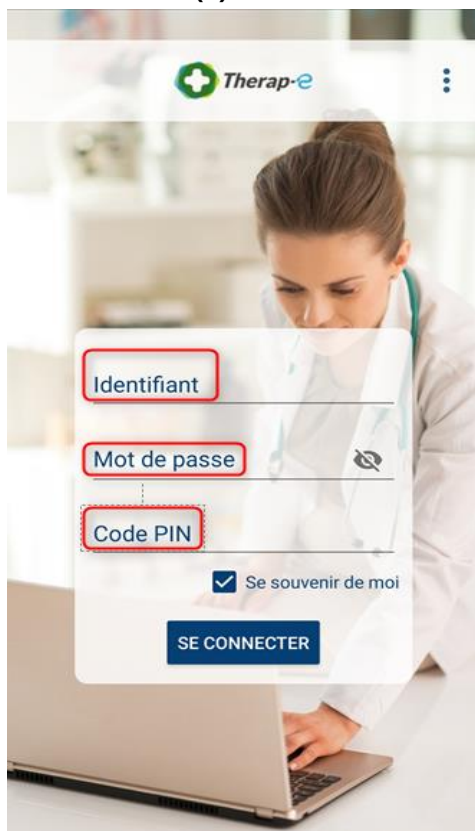 Therap-e
Identifiant
Mot de passe
Code PIN
Se souvenir de moi
SE CONNECTER